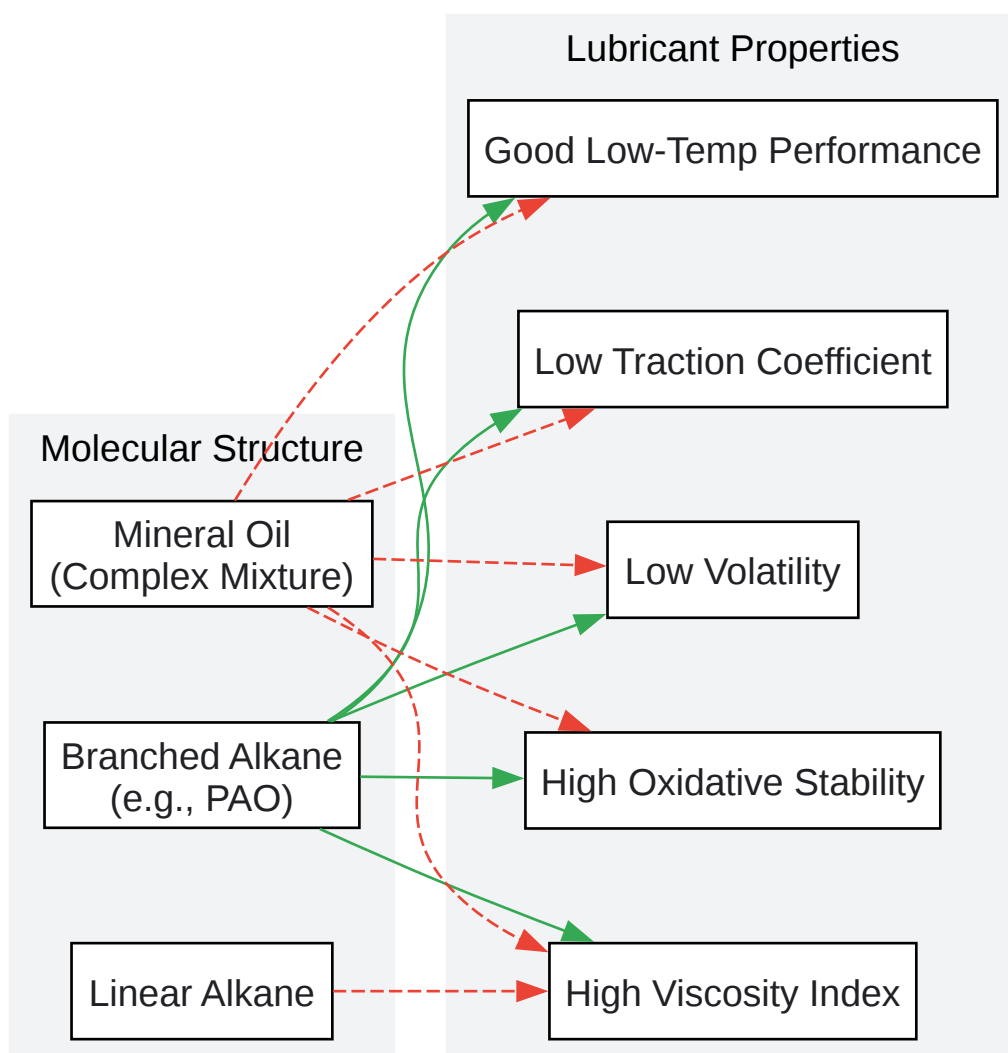 Lubricant Properties
Good Low-Temp Performance
Low Traction Coefficient
Molecular Structure
Mineral Oil
(Complex Mixture)
Low Volatility
Branched Alkane
(e.g., PAO)
High Oxidative Stability
Linear Alkane
High Viscosity Index